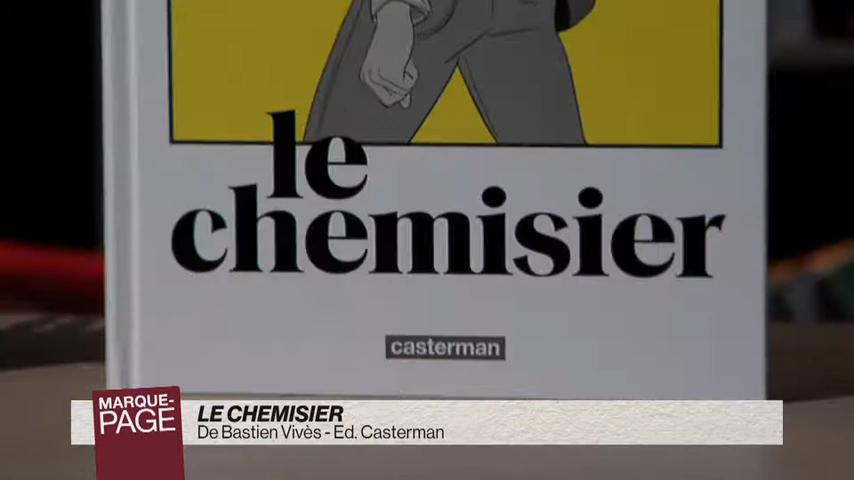 le
chemisier
casterman
MARQUE-
PAGE
LE CHEMISIER
De Bastien Vivès - Ed. Casterman